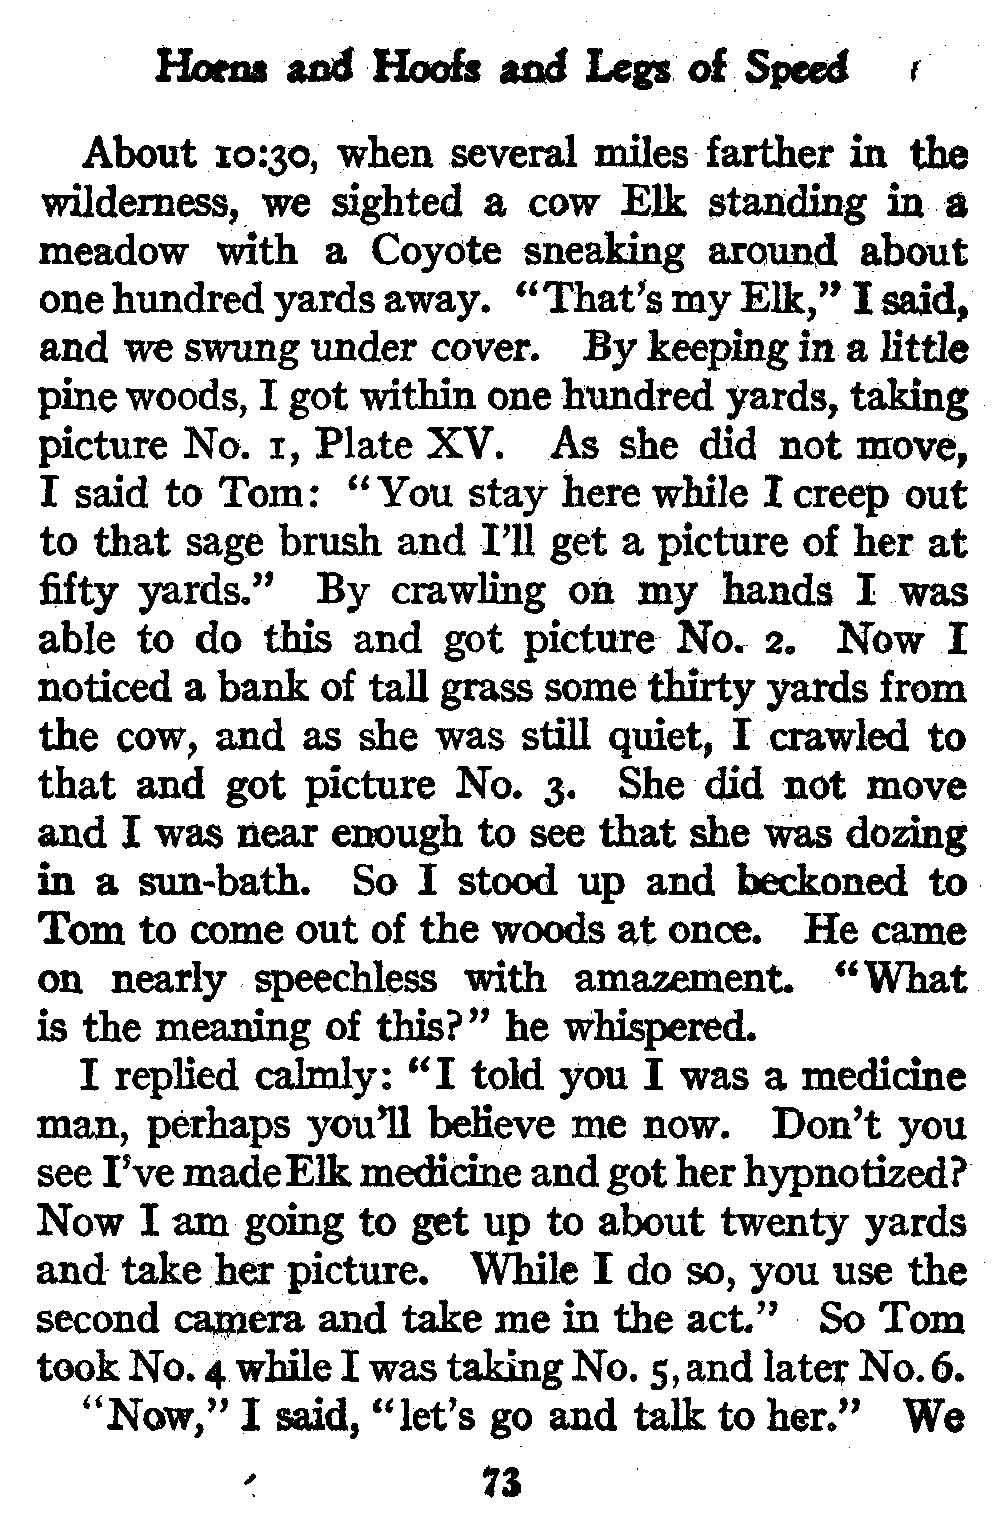 Horns and Hoofs and Legs of Speed
About 10:30, when several miles farther in the
wilderness, we sighted a cow Elk standing in a
meadow with a Coyote sneaking around about
one hundred yards away. "That's my Elk," I said,
and we swung under cover. By keeping in a little
pine woods, I got within one hundred yards, taking
picture No. 1, Plate XV. As she did not move,
I said to Tom: "You stay here while I creep out
to that sage brush and I'll get a picture of her at
fifty yards." By crawling on my hands I was
able to do this and got picture No. 2. Now I
noticed a bank of tall grass some thirty yards from
the cow, and as she was still quiet, I crawled to
that and got picture No. 3. She did not move
and I was near enough to see that she was dozing
in a sun-bath. So I stood up and beckoned to
Tom to come out of the woods at once. He came
on nearly speechless with amazement. "What
is the meaning of this?" he whispered.
I replied calmly: "I told you I was a medicine
man, perhaps you'll believe me now. Don't you
see I've made Elk medicine and got her hypnotized?
Now I am going to get up to about twenty yards
and take her picture. While I do so, you use the
second camera and take me in the act." So Tom
took No. 4 while I was taking No. 5, and later No. 6.
"Now," I said, "let's go and talk to her." We
73